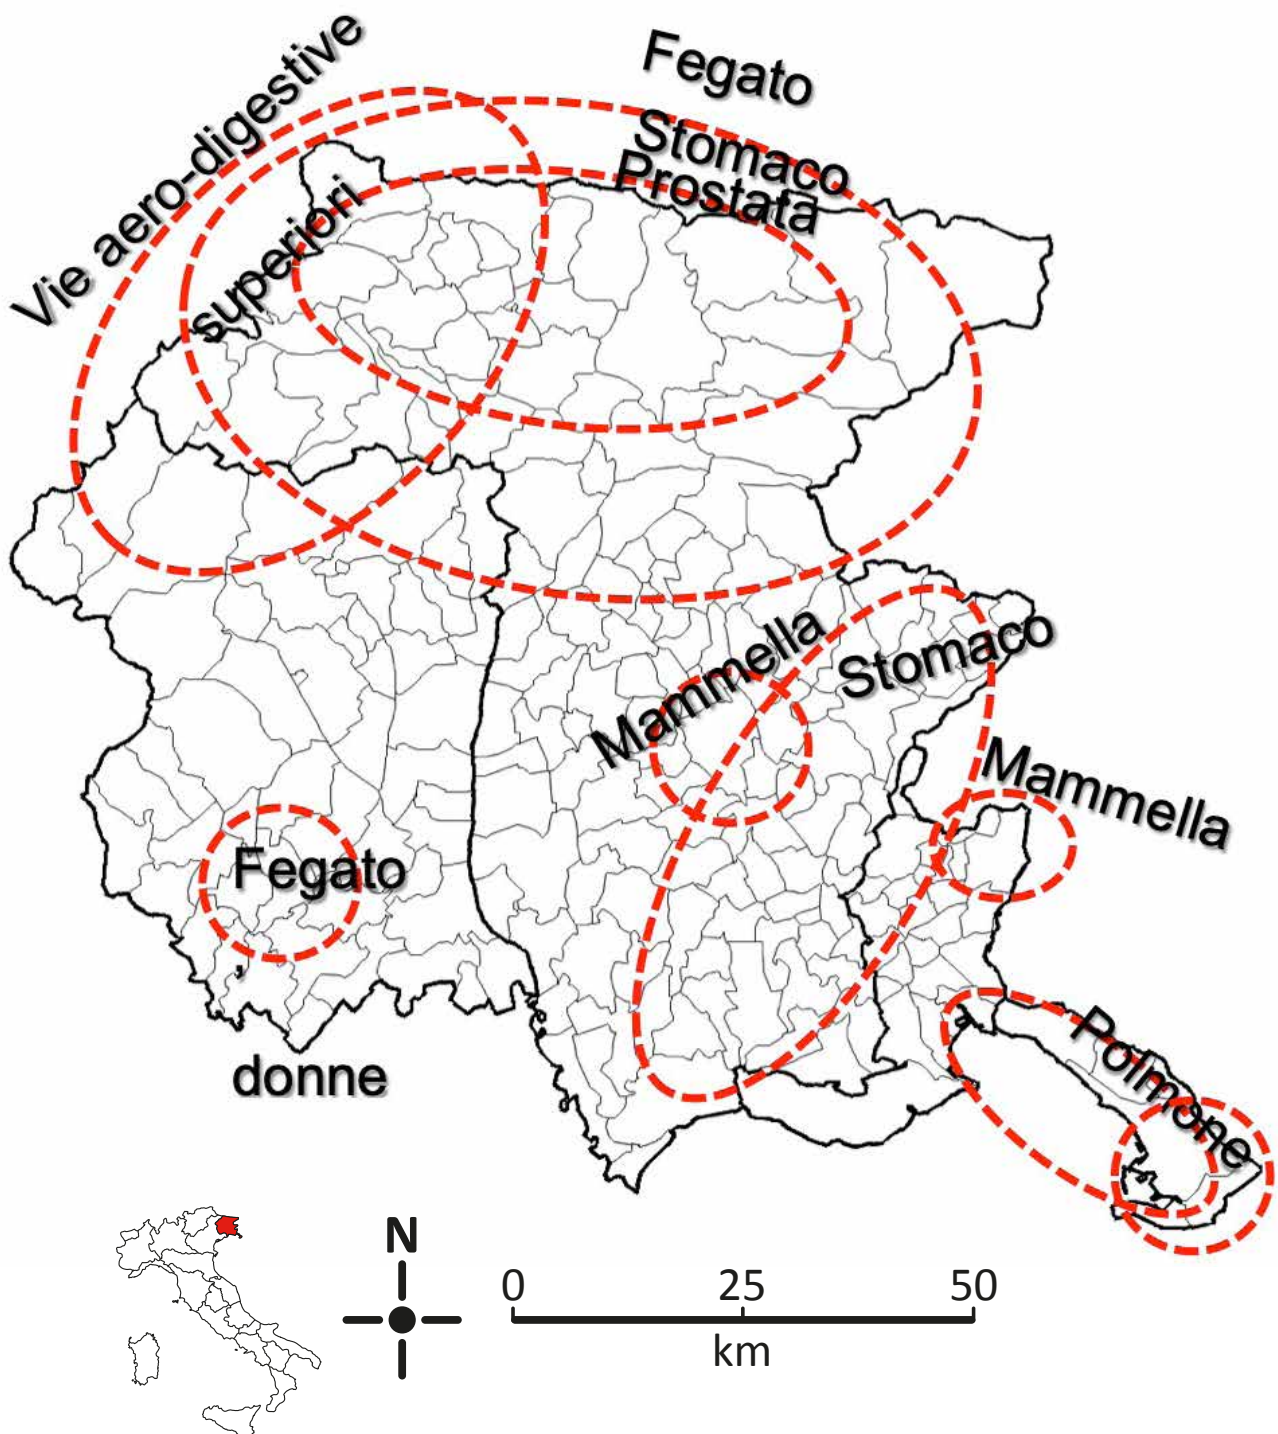 Vie aero-digestive
superiori
Fegato
Stomaco
Prostata
Mammella
Stomaco
Mammella
Fegato
,
donne
Polmone
N
0 25 50
km